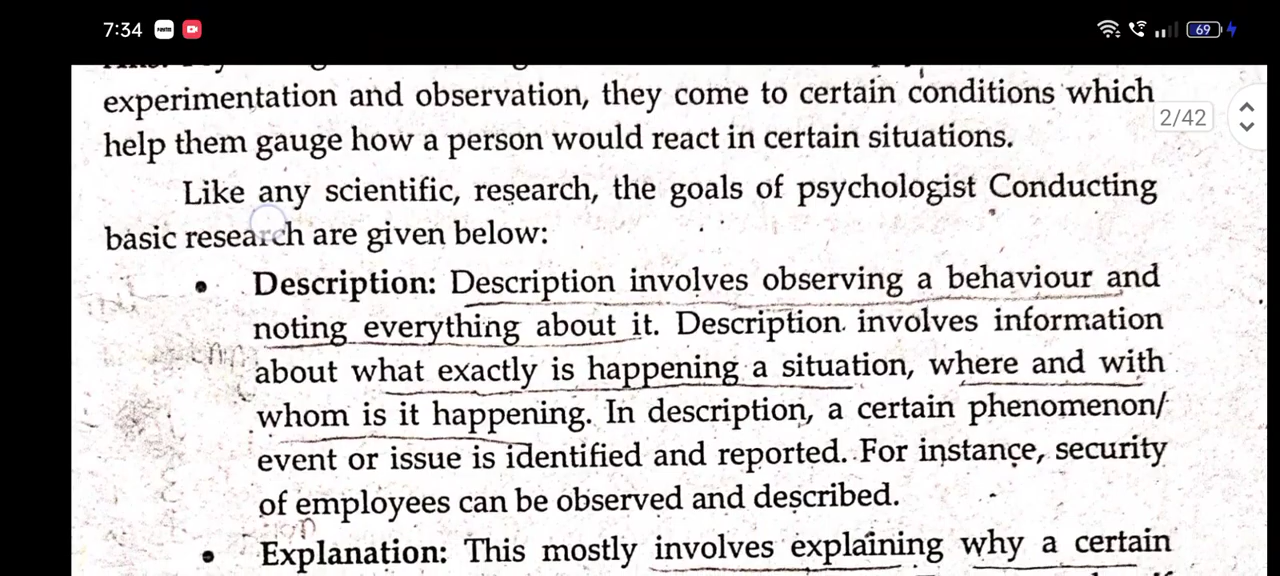 7:34
69
experimentation and observation, they come to certain conditions which
2/42
help them gauge how a person would react in certain situations.
Like any scientific, research, the goals of psychologist Conducting
basic research are given below:
• Description: Description involves observing a behaviour and
noting everything about it. Description involves information
about what exactly is happening a situation, where and with
whom is it happening. In description, a certain phenomenon/
event or issue is identified and reported. For instance, security
of employees can be observed and described.
• Explanation: This mostly involves explaining why a certain